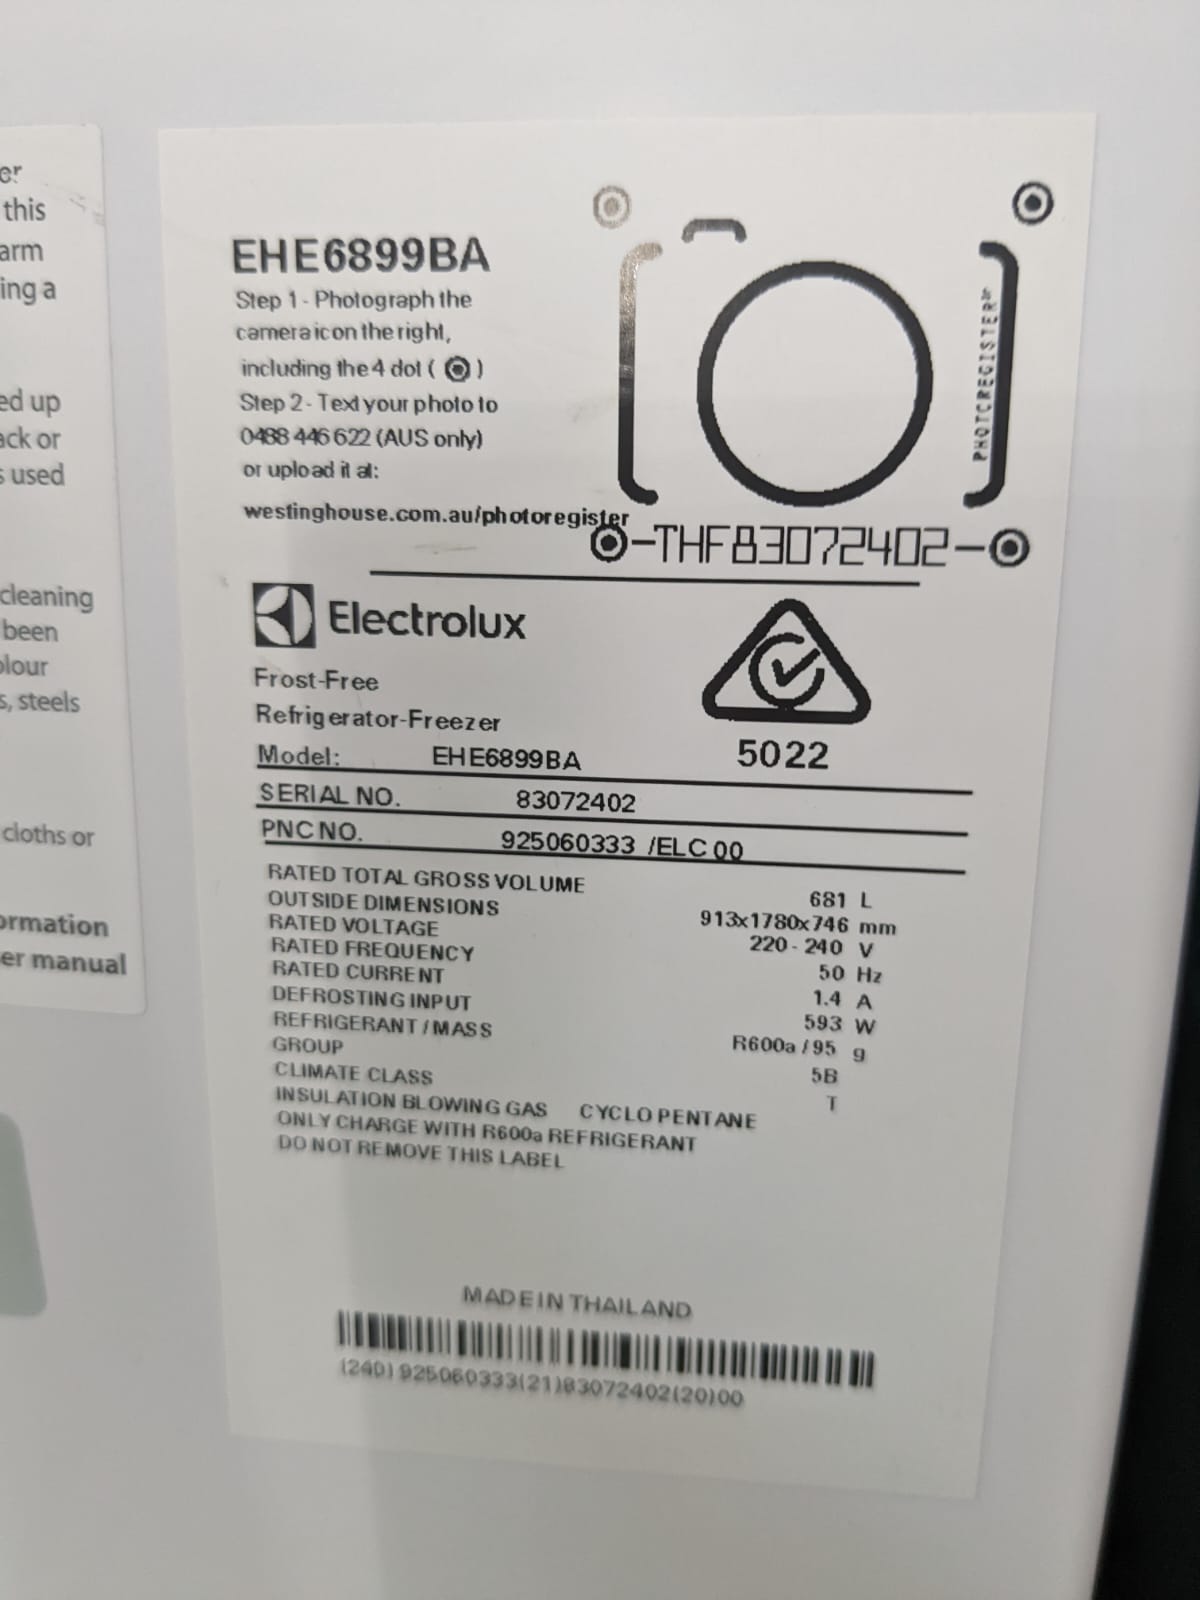 er
this
arm
ing a
ed up
ack or
s used
cleaning
been
olour
s, steels
cloths or
ormation
er manual
EHE6899BA
Step 1 - Photograph the
camera icon the right,
including the 4 dot ( )
Step 2 - Text your photo to
0488 446 622 (AUS only)
or upload it at:
westinghouse.com.au/photoregister
PHOTOREGISTER
-THF83072402-
Electrolux
Frost-Free
Refrigerator-Freezer
5022
Model: EHE6899BA
SERIAL NO. 83072402
PNC NO. 925060333 /ELC 00
RATED TOTAL GROSS VOLUME 681 L
OUTSIDE DIMENSIONS 913x1780x746 mm
RATED VOLTAGE 220 - 240 V
RATED FREQUENCY 50 Hz
RATED CURRENT 1.4 A
DEFROSTING INPUT 593 W
REFRIGERANT / MASS R600a / 95 g
GROUP 5B
CLIMATE CLASS T
INSULATION BLOWING GAS CYCLO PENTANE
ONLY CHARGE WITH R600a REFRIGERANT
DO NOT REMOVE THIS LABEL
MADE IN THAILAND
(240) 925060333(21)83072402(20)00